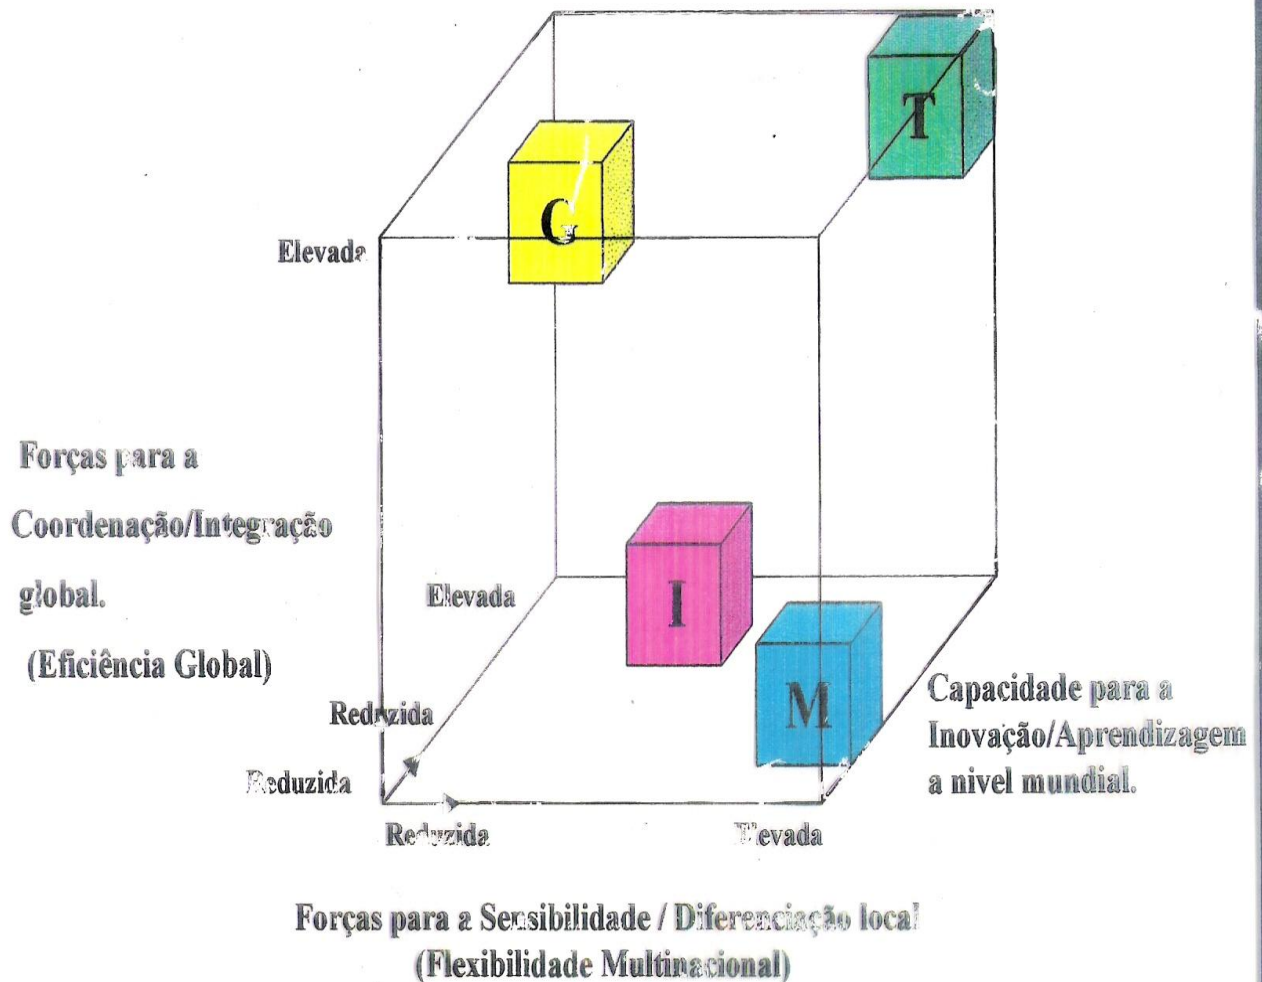 T
G
Elevada
Forças para a
Coordenação/Integração
global.
(Eficiência Global)
Elevada
I
M
Reduzida
Reduzida
Capacidade para a
Inovação/Aprendizagem
a nivel mundial.
Reduzida
Elevada
Forças para a Sensibilidade / Diferenciação local
(Flexibilidade Multinacional)